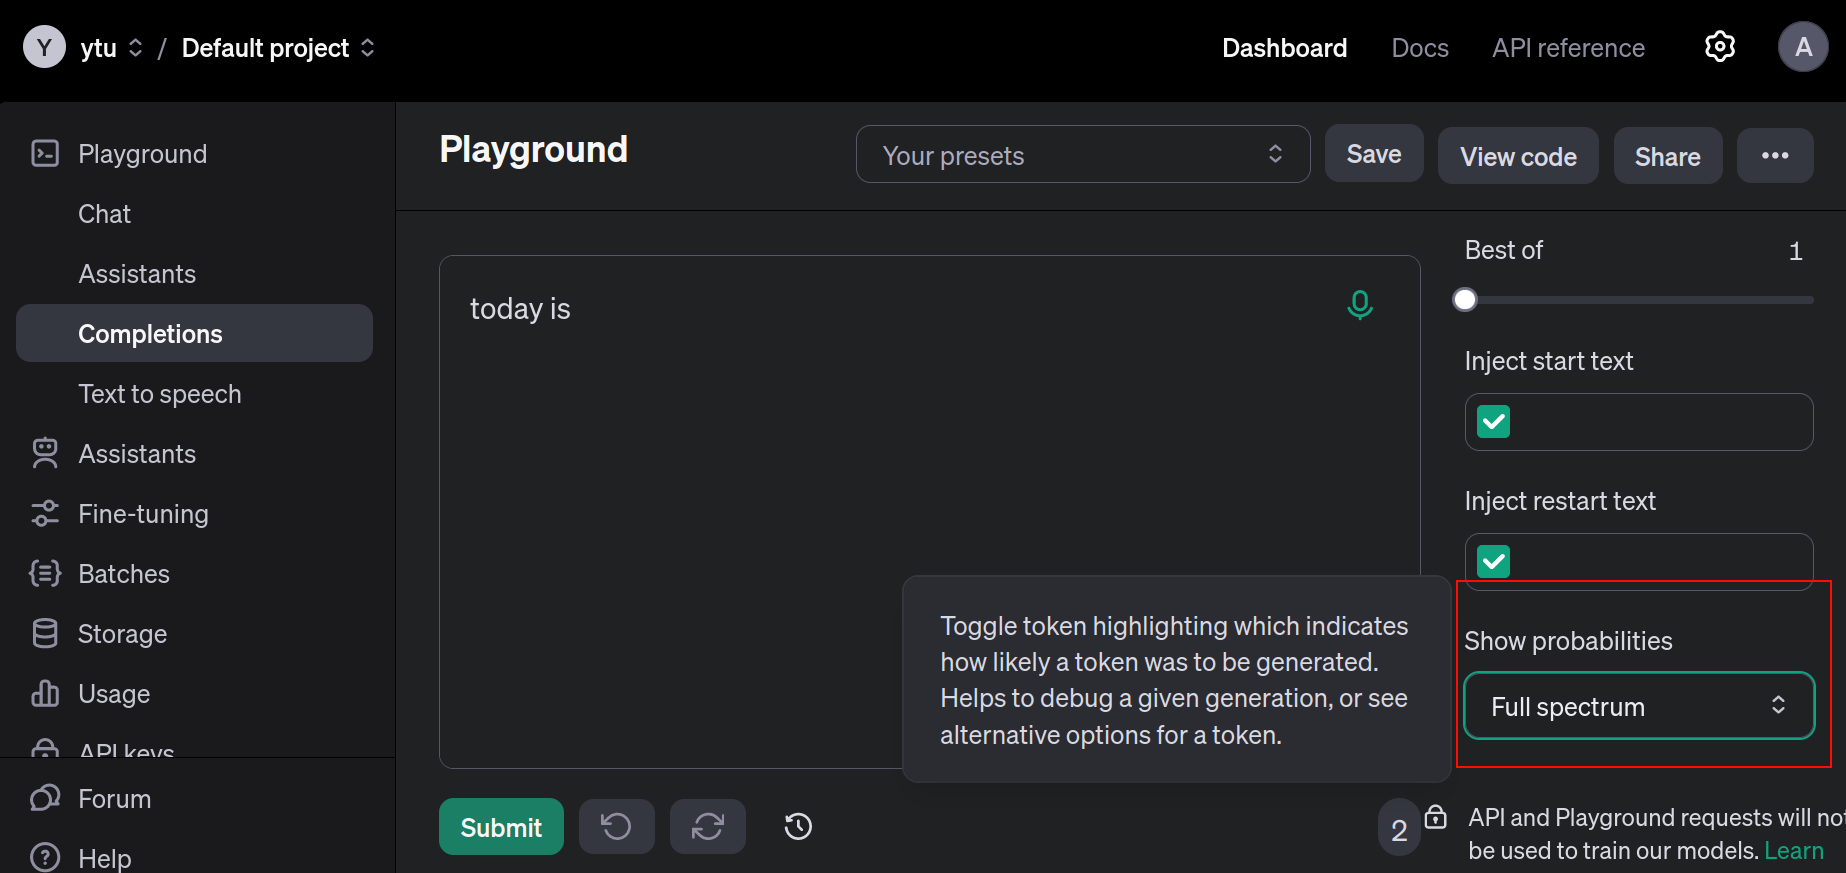 Y ytu / Default project Dashboard Docs API reference A
Playground
Chat
Assistants
Completions
Text to speech
Assistants
Fine-tuning
Batches
Storage
Usage
API keys
Forum
Help
Playground Your presets Save View code Share •••
today is
Toggle token highlighting which indicates
how likely a token was to be generated.
Helps to debug a given generation, or see
alternative options for a token.
Submit 2
Best of 1
Inject start text
Inject restart text
Show probabilities
Full spectrum
API and Playground requests will no
be used to train our models. Learn